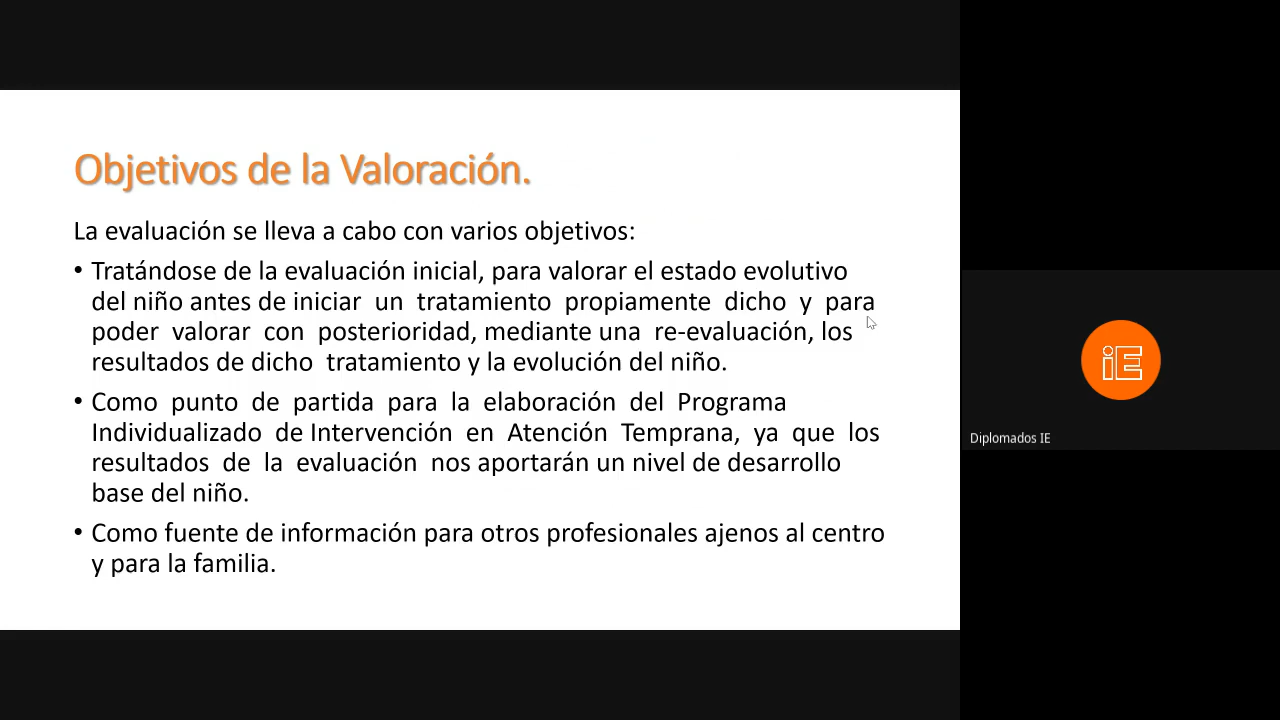 Objetivos de la Valoración.
La evaluación se lleva a cabo con varios objetivos:
• Tratándose de la evaluación inicial, para valorar el estado evolutivo
del niño antes de iniciar un tratamiento propiamente dicho y para
poder valorar con posterioridad, mediante una re-evaluación, los
resultados de dicho tratamiento y la evolución del niño.
• Como punto de partida para la elaboración del Programa
Individualizado de Intervención en Atención Temprana, ya que los
resultados de la evaluación nos aportarán un nivel de desarrollo
base del niño.
• Como fuente de información para otros profesionales ajenos al centro
y para la familia.
iE
Diplomados IE